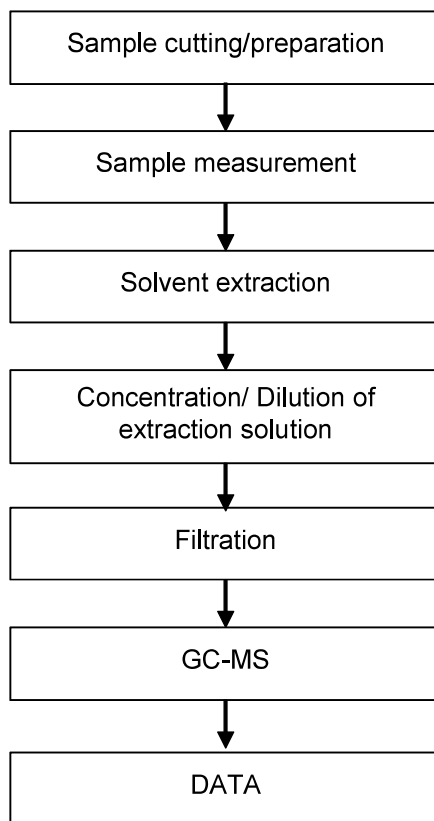 Sample cutting/preparation
Sample measurement
Solvent extraction
Concentration/ Dilution of
extraction solution
Filtration
GC-MS
DATA